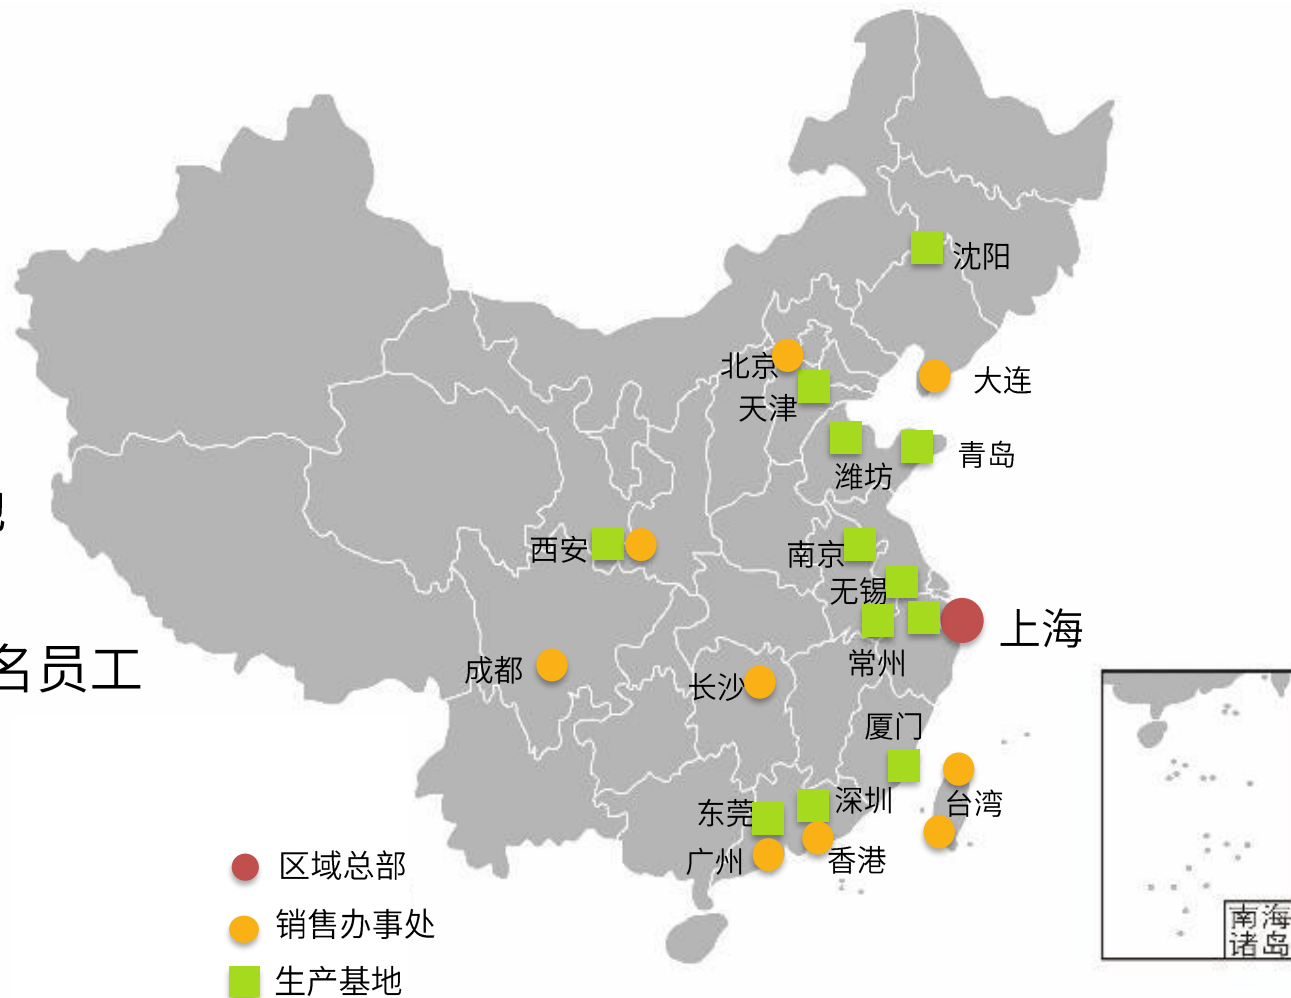 沈阳
北京
大连
天津
青岛
潍坊
西安
南京
无锡
上海
名员工
常州
成都
长沙
厦门
深圳
台湾
东莞
广州
香港
区域总部
销售办事处
生产基地
南海
诸岛